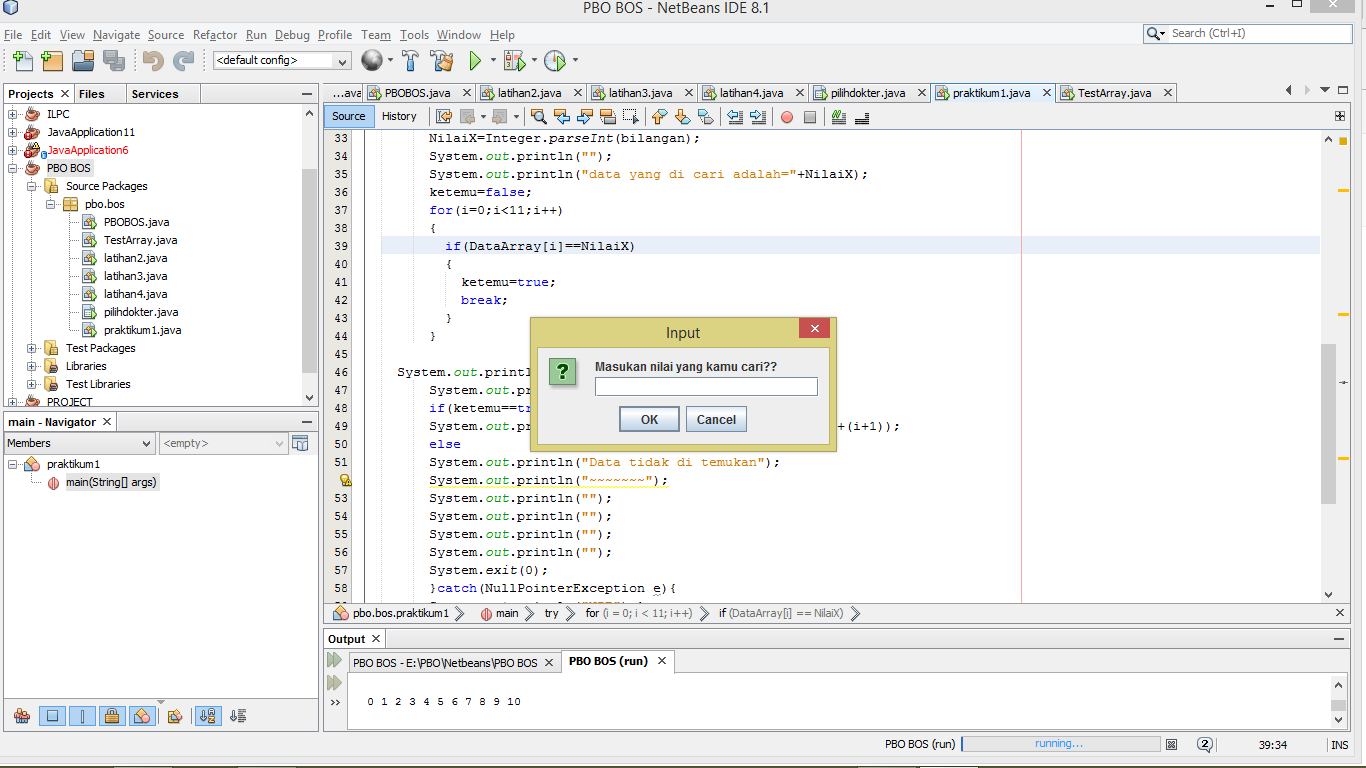 PBO BOS - NetBeans IDE 8.1
File Edit View Navigate Source Refactor Run Debug Profile Team Tools Window Help
Search (Ctrl+I)
<default config>
Projects Files Services
ILPC
JavaApplication11
JavaApplication6
PBO BOS
Source Packages
pbo.bos
PBOBOS.java
TestArray.java
latihan2.java
latihan3.java
latihan4.java
pilihdokter.java
praktikum1.java
Test Packages
Libraries
Test Libraries
PROJECT
main - Navigator
Members <empty>
praktikum1
main(String[] args)
...ava PBOBOS.java latihan2.java latihan3.java latihan4.java pilihdokter.java praktikum1.java TestArray.java
Source History
33 NilaiX=Integer.parseInt(bilangan);
34 System.out.println("");
35 System.out.println("data yang di cari adalah="+NilaiX);
36 ketemu=false;
37 for(i=0;i<11;i++)
38 {
39 if(DataArray[i]==NilaiX)
40 {
41 ketemu=true;
42 break;
43 }
44 }
45
46 System.out.printl
47 System.out.pr
48 if(ketemu==tr
49 System.out.pr +(i+1));
50 else
51 System.out.println("Data tidak di temukan");
System.out.println("~~~~~~~");
53 System.out.println("");
54 System.out.println("");
55 System.out.println("");
56 System.out.println("");
57 System.exit(0);
58 }catch(NullPointerException e){
Input
?
Masukan nilai yang kamu cari??
OK Cancel
pbo.bos.praktikum1 main try for (i = 0; i < 11; i++) if (DataArray[i] == NilaiX)
Output
PBO BOS - E:\PBO\Netbeans\PBO BOS PBO BOS (run)
0 1 2 3 4 5 6 7 8 9 10
PBO BOS (run) running... 2 39:34 INS